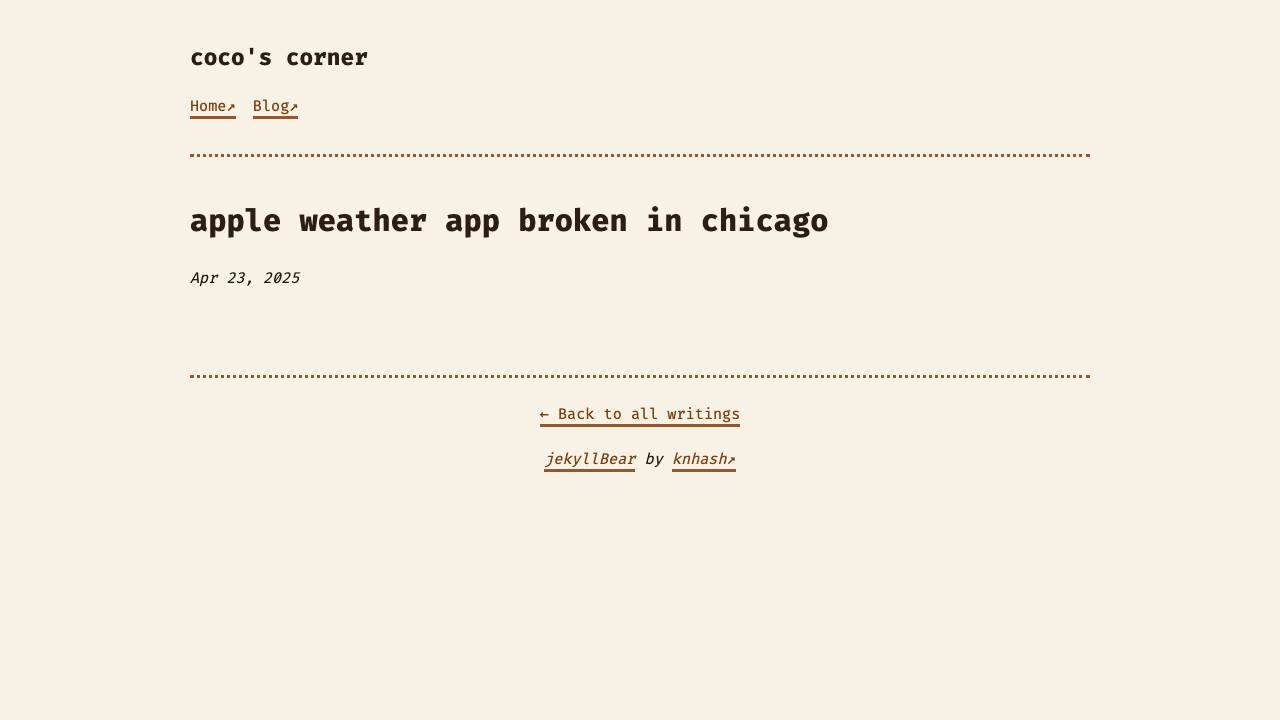 coco's corner
Home↗ Blog↗
apple weather app broken in chicago
Apr 23, 2025
← Back to all writings
jekyllBear by knhash↗